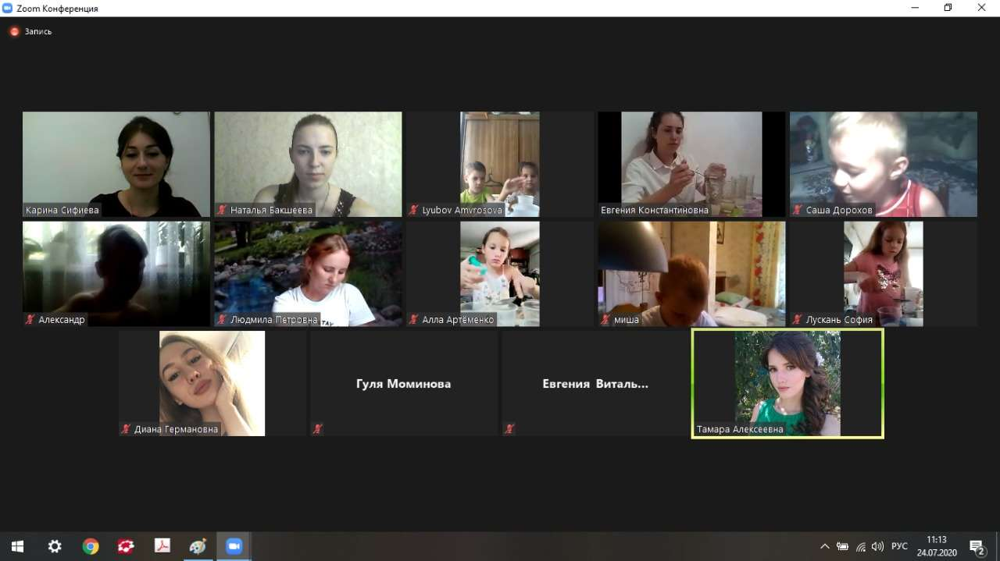 Zoom Конференция
Запись
Карина Сифиева
Наталья Бакшеева
Lyubov Amvrosova
Евгения Константиновна
Саша Дорохов
Александр
Людмила Петровна
Алла Артёменко
миша
Лускань София
Диана Германовна
Гуля Моминова
Евгения Виталь...
Тамара Алексеевна
РУС
11:13
24.07.2020
2